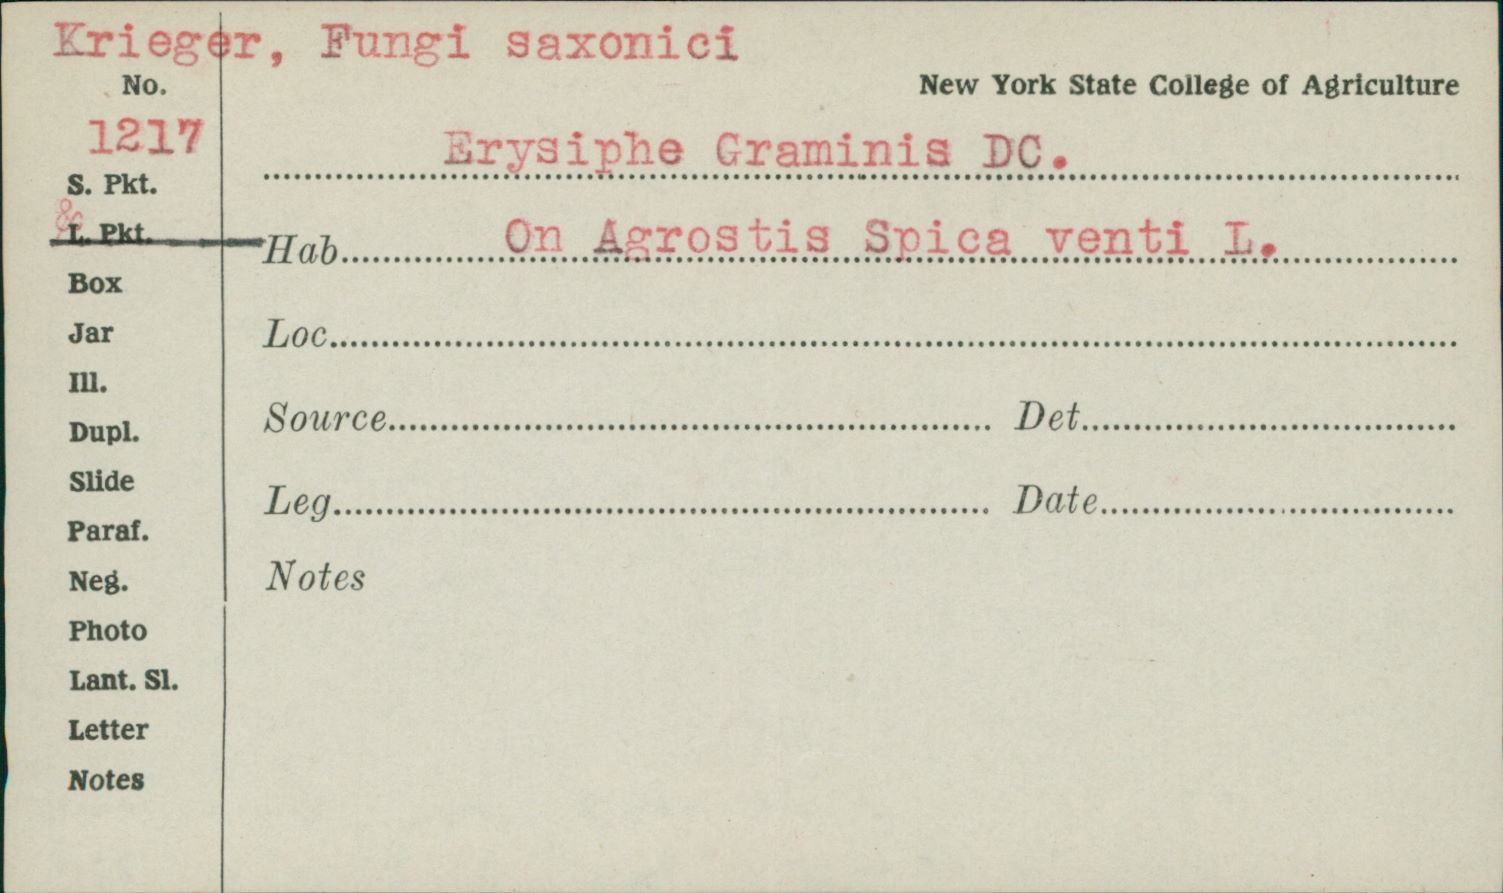 Krieger, Fungi saxonici
No.
New York State College of Agriculture
1217
Erysiphe Graminis DC.
S. Pkt.
&
L. Pkt.
Hab. On Agrostis Spica venti L.
Box
Jar
Loc.
Ill.
Dupl.
Source Det.
Slide
Leg. Date
Paraf.
Neg.
Notes
Photo
Lant. Sl.
Letter
Notes